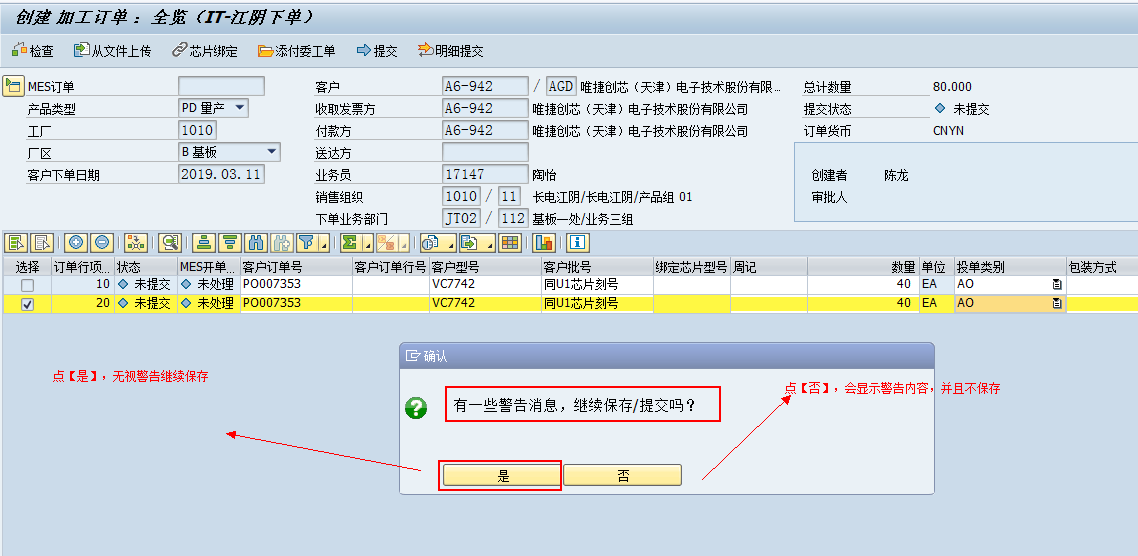 创建 加工订单 ：全览（IT-江阴下单）
检查 从文件上传 芯片绑定 添付委工单 提交 明细提交
MES订单 客户 A6-942 / AGD 唯捷创芯（天津）电子技术股份有限… 总计数量 80.000
产品类型 PD 量产 收取发票方 A6-942 唯捷创芯（天津）电子技术股份有限公司 提交状态 未提交
工厂 1010 付款方 A6-942 唯捷创芯（天津）电子技术股份有限公司 订单货币 CNYN
厂区 B 基板 送达方
客户下单日期 2019.03.11 业务员 17147 陶怡 创建者 陈龙
销售组织 1010 / 11 长电江阴/长电江阴/产品组 01 审批人
下单业务部门 JT02 / 112 基板一处/业务三组
选择 订单行项… 状态 MES开单… 客户订单号 客户订单行号 客户型号 客户批号 绑定芯片型号 周记 数量 单位 投单类别 包装方式
10 未提交 未处理 PO007353 VC7742 同U1芯片刻号 40 EA AO
20 未提交 未处理 PO007353 VC7742 同U1芯片刻号 40 EA AO
确认
点【是】，无视警告继续保存
点【否】，会显示警告内容，并且不保存
有一些警告消息，继续保存/提交吗？
是 否